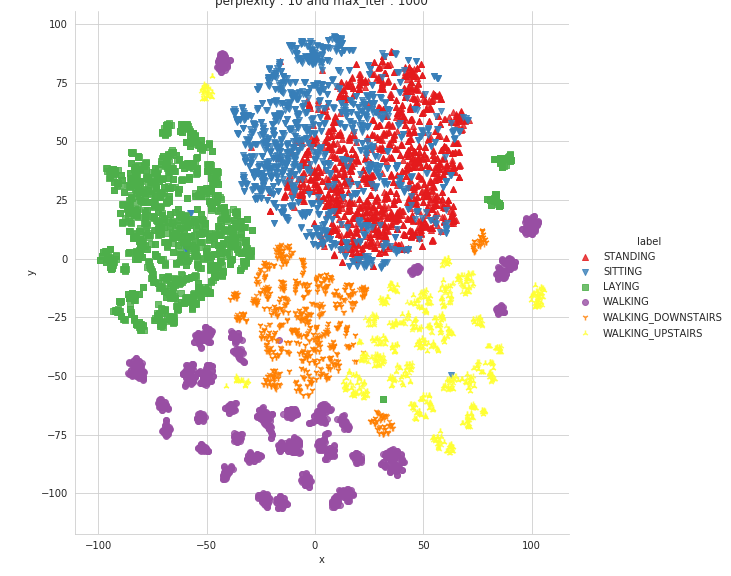 perplexity : 10 and max_iter : 1000
100
75
50
25
0
−25
−50
−75
−100
y
−100
−50
0
50
100
x
label
STANDING
SITTING
LAYING
WALKING
WALKING_DOWNSTAIRS
WALKING_UPSTAIRS